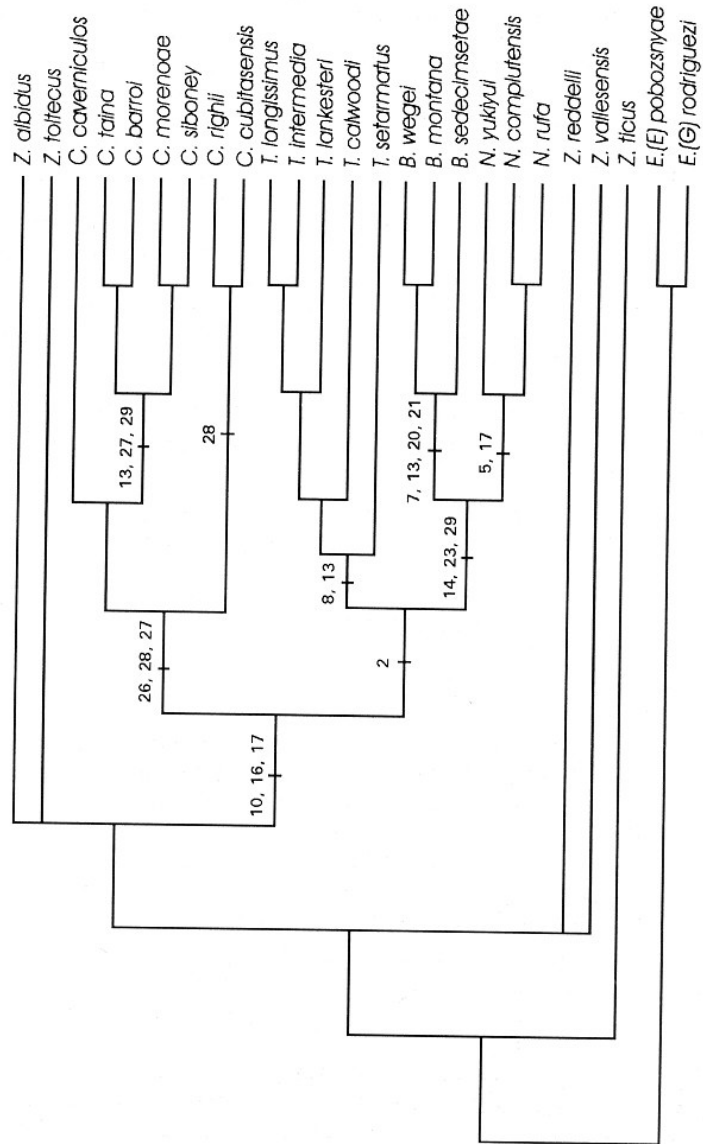 Z. albidus
Z. toltecus
C. caverniculos
C. taina
C. barroi
C. morenoae
C. siboney
C. righii
C. cubitasensis
T. longissimus
T. intermedia
T. lankesteri
T. calwoodi
T. setarmatus
B. wegei
B. montana
B. sedecimsetae
N. yukiyui
N. complutensis
N. rufa
Z. reddelli
Z. vallesensis
Z. ticus
E.(E) pobozsnyae
E.(G) rodriguezi
13, 27, 29
28
7, 13, 20, 21
5, 17
8, 13
14, 23, 29
26, 28, 27
2
10, 16, 17